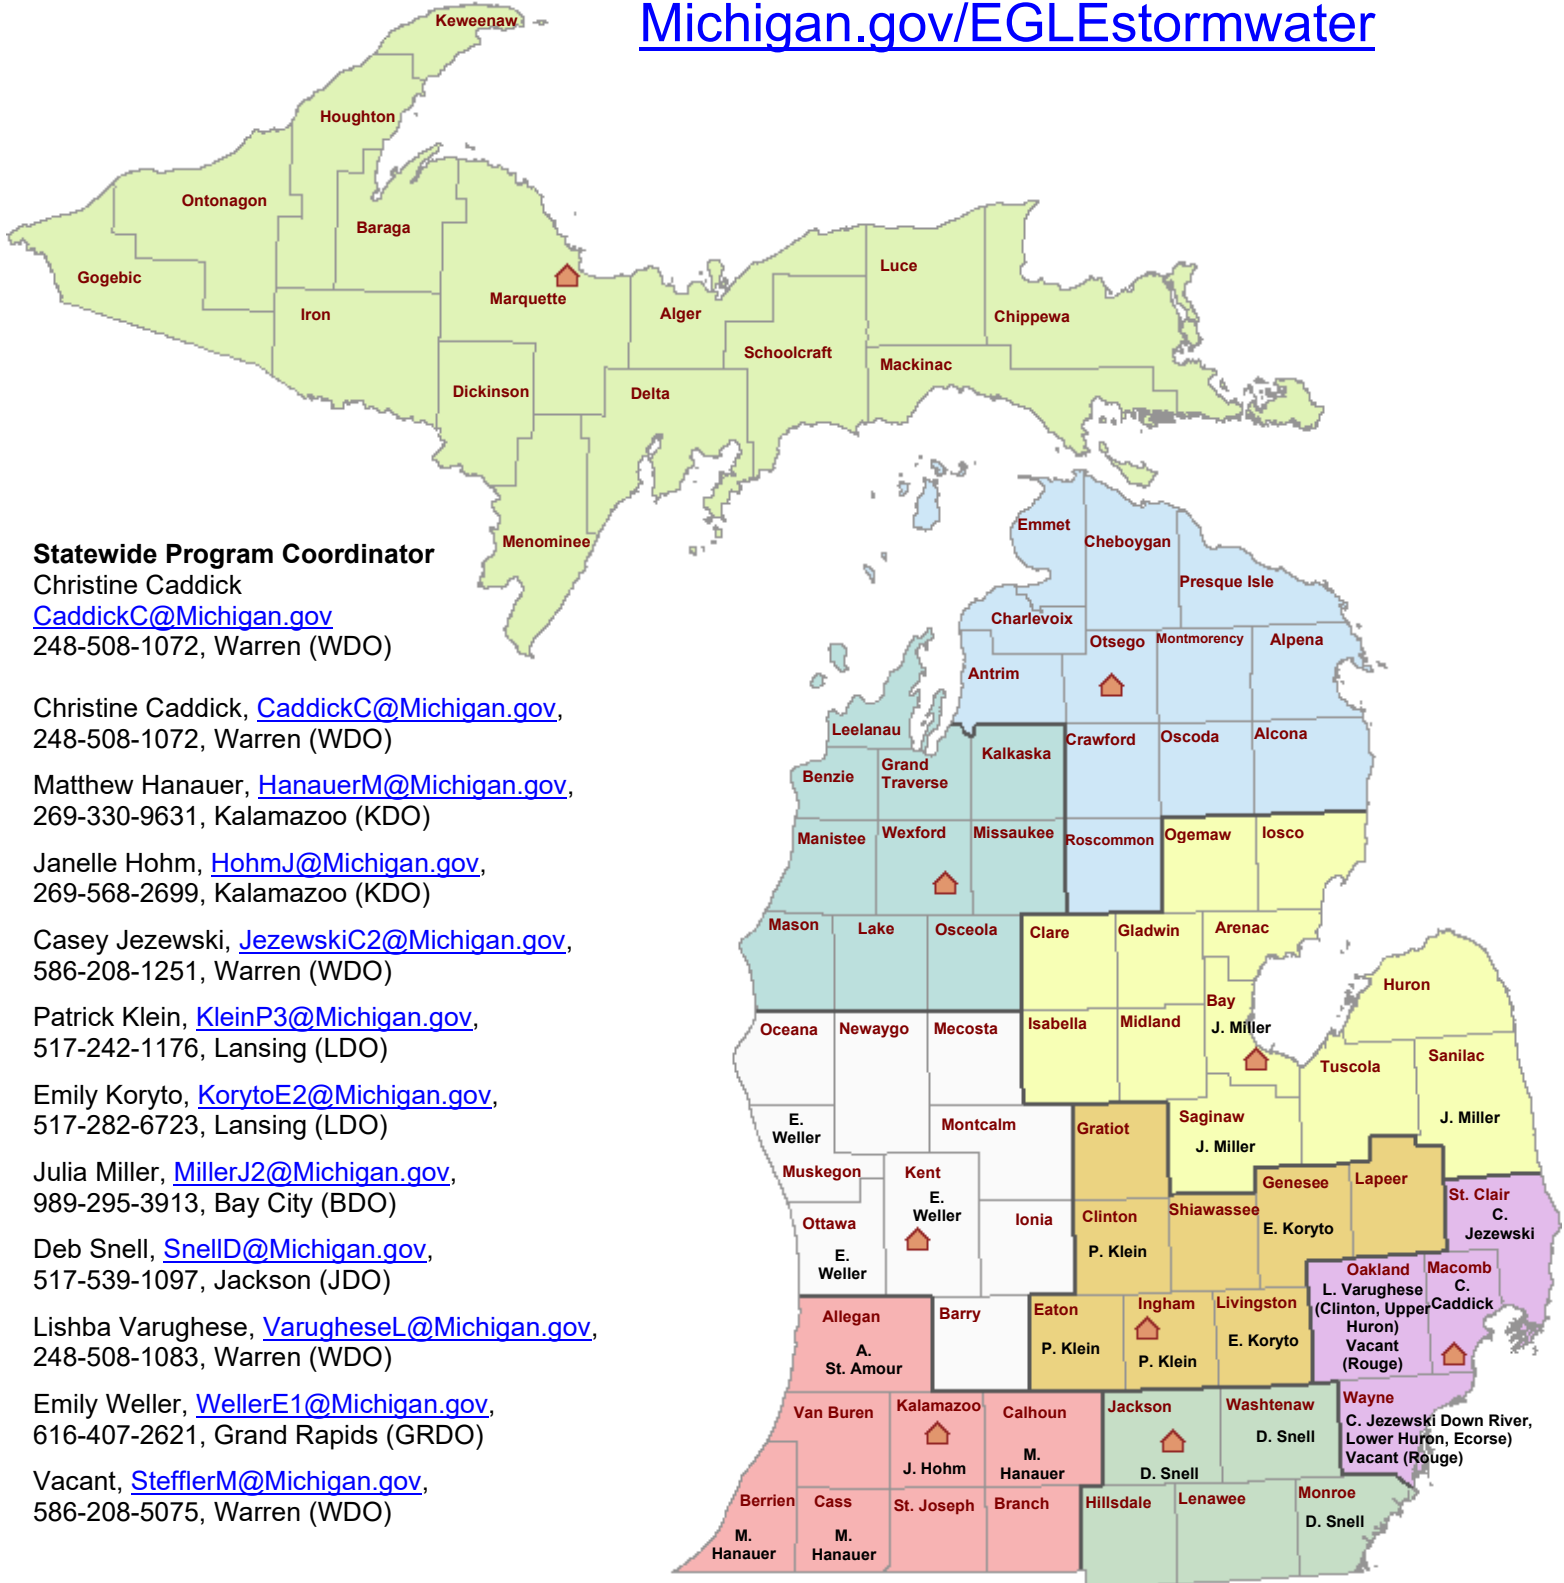 Michigan.gov/EGLEstormwater
Keweenaw
Houghton
Ontonagon
Baraga
Gogebic
Iron
Marquette
Luce
Alger
Chippewa
Schoolcraft
Mackinac
Dickinson
Delta
Menominee
Statewide Program Coordinator
Christine Caddick
CaddickC@Michigan.gov
248-508-1072, Warren (WDO)
Christine Caddick, CaddickC@Michigan.gov,
248-508-1072, Warren (WDO)
Matthew Hanauer, HanauerM@Michigan.gov,
269-330-9631, Kalamazoo (KDO)
Janelle Hohm, HohmJ@Michigan.gov,
269-568-2699, Kalamazoo (KDO)
Casey Jezewski, JezewskiC2@Michigan.gov,
586-208-1251, Warren (WDO)
Patrick Klein, KleinP3@Michigan.gov,
517-242-1176, Lansing (LDO)
Emily Koryto, KorytoE2@Michigan.gov,
517-282-6723, Lansing (LDO)
Julia Miller, MillerJ2@Michigan.gov,
989-295-3913, Bay City (BDO)
Deb Snell, SnellD@Michigan.gov,
517-539-1097, Jackson (JDO)
Lishba Varughese, VarugheseL@Michigan.gov,
248-508-1083, Warren (WDO)
Emily Weller, WellerE1@Michigan.gov,
616-407-2621, Grand Rapids (GRDO)
Vacant, StefflerM@Michigan.gov,
586-208-5075, Warren (WDO)
Emmet
Cheboygan
Presque Isle
Charlevoix
Otsego
Montmorency
Alpena
Antrim
Leelanau
Kalkaska
Crawford
Oscoda
Alcona
Benzie
Grand
Traverse
Manistee
Wexford
Missaukee
Roscommon
Ogemaw
Iosco
Mason
Lake
Osceola
Clare
Gladwin
Arenac
Huron
Bay
J. Miller
Oceana
Newaygo
Mecosta
Isabella
Midland
Tuscola
Sanilac
J. Miller
E.
Weller
Muskegon
Montcalm
Gratiot
Saginaw
J. Miller
Kent
E.
Weller
Genesee
E. Koryto
Lapeer
St. Clair
C.
Jezewski
Ottawa
E.
Weller
Ionia
Clinton
P. Klein
Shiawassee
Oakland
L. Varughese
(Clinton, Upper
Huron)
Vacant
(Rouge)
Macomb
C.
Caddick
Allegan
A.
St. Amour
Barry
Eaton
P. Klein
Ingham
P. Klein
Livingston
E. Koryto
Van Buren
Kalamazoo
J. Hohm
Calhoun
M.
Hanauer
Jackson
D. Snell
Washtenaw
D. Snell
Wayne
C. Jezewski Down River,
Lower Huron, Ecorse)
Vacant (Rouge)
Berrien
M.
Hanauer
Cass
M.
Hanauer
St. Joseph
Branch
Hillsdale
Lenawee
Monroe
D. Snell